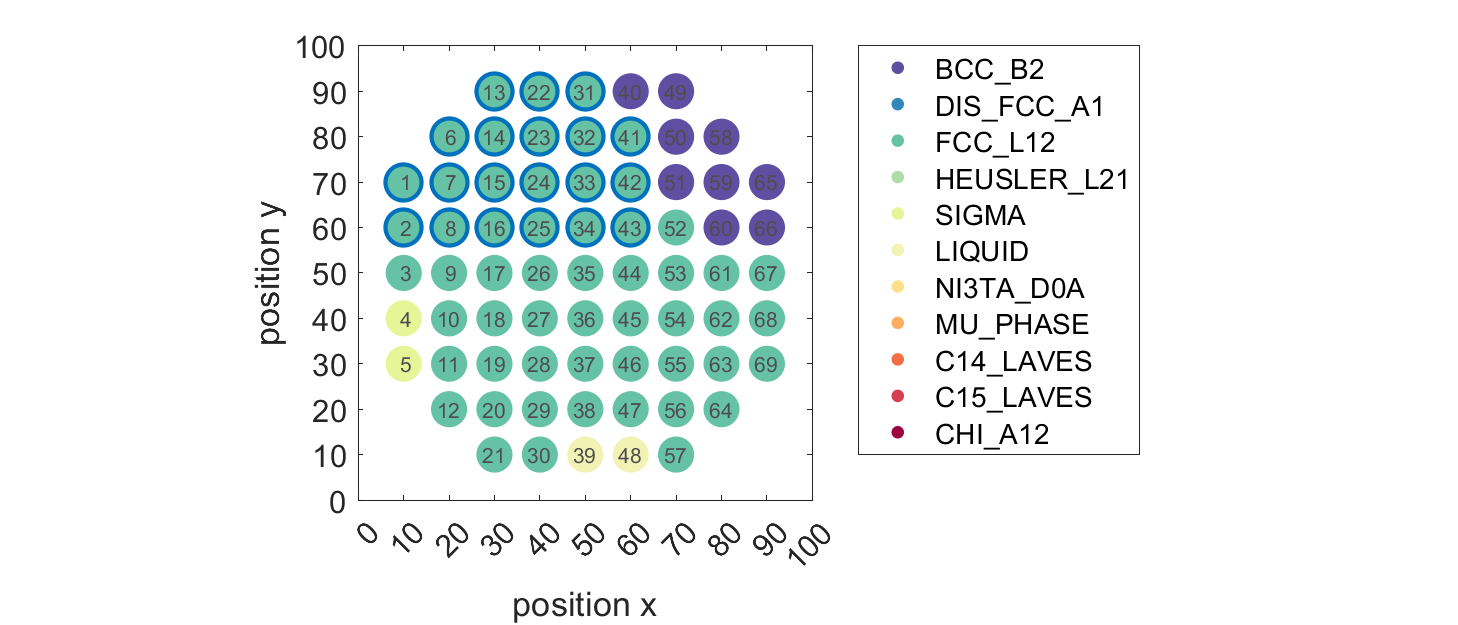 100
90
80
70
60
50
40
30
20
10
0
position y
13 22 31 40 49
6 14 23 32 41 50 58
1 7 15 24 33 42 51 59 65
2 8 16 25 34 43 52 60 66
3 9 17 26 35 44 53 61 67
4 10 18 27 36 45 54 62 68
5 11 19 28 37 46 55 63 69
12 20 29 38 47 56 64
21 30 39 48 57
0 10 20 30 40 50 60 70 80 90 100
position x
BCC_B2
DIS_FCC_A1
FCC_L12
HEUSLER_L21
SIGMA
LIQUID
NI3TA_D0A
MU_PHASE
C14_LAVES
C15_LAVES
CHI_A12